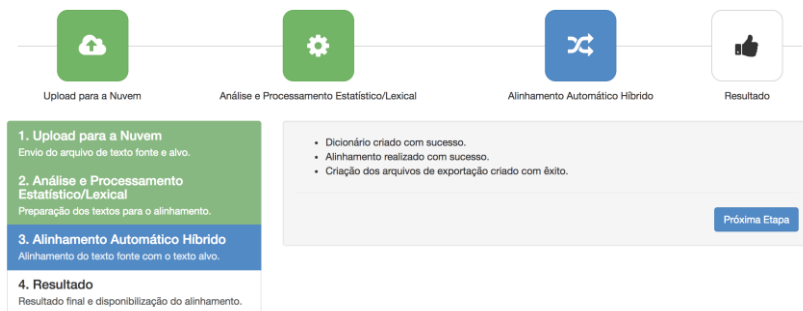 Upload para a Nuvem
Análise e Processamento Estatístico/Lexical
Alinhamento Automático Híbrido
Resultado
1. Upload para a Nuvem
Envio do arquivo de texto fonte e alvo.
2. Análise e Processamento
Estatístico/Lexical
Preparação dos textos para o alinhamento.
3. Alinhamento Automático Híbrido
Alinhamento do texto fonte com o texto alvo.
4. Resultado
Resultado final e disponibilização do alinhamento.
• Dicionário criado com sucesso.
• Alinhamento realizado com sucesso.
• Criação dos arquivos de exportação criado com êxito.
Próxima Etapa